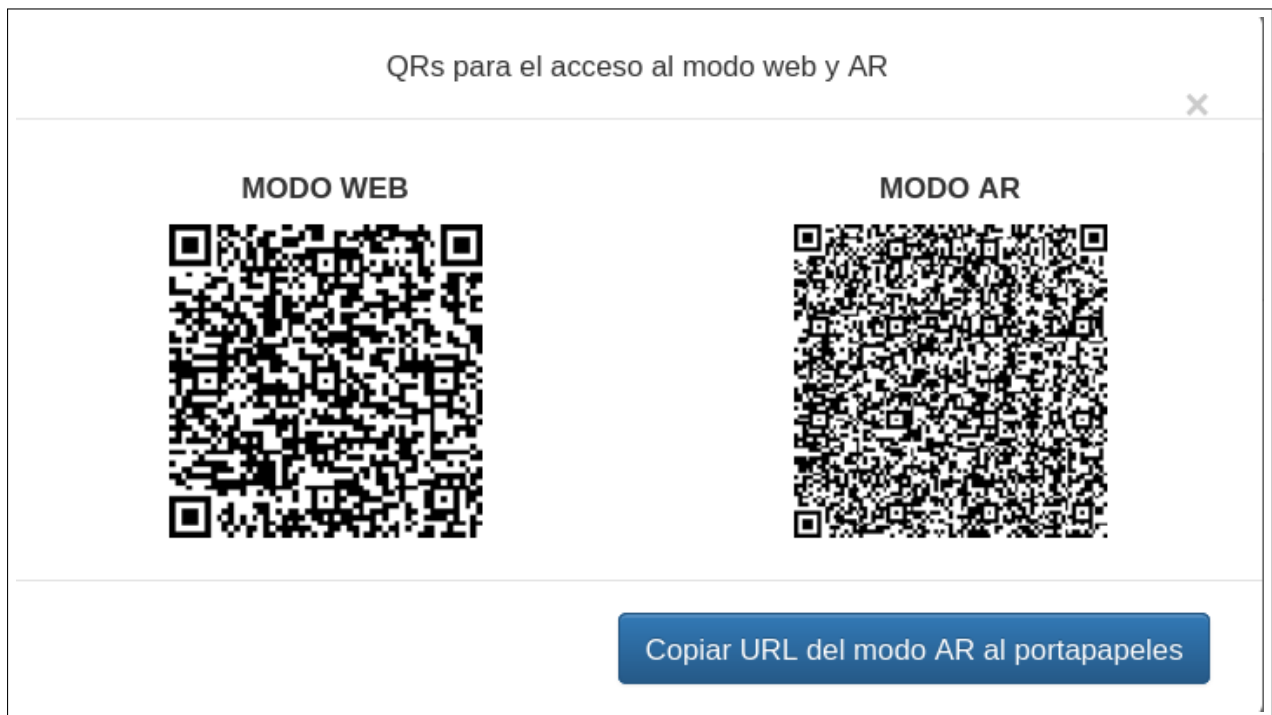 QRs para el acceso al modo web y AR
×
MODO WEB
MODO AR
Copiar URL del modo AR al portapapeles